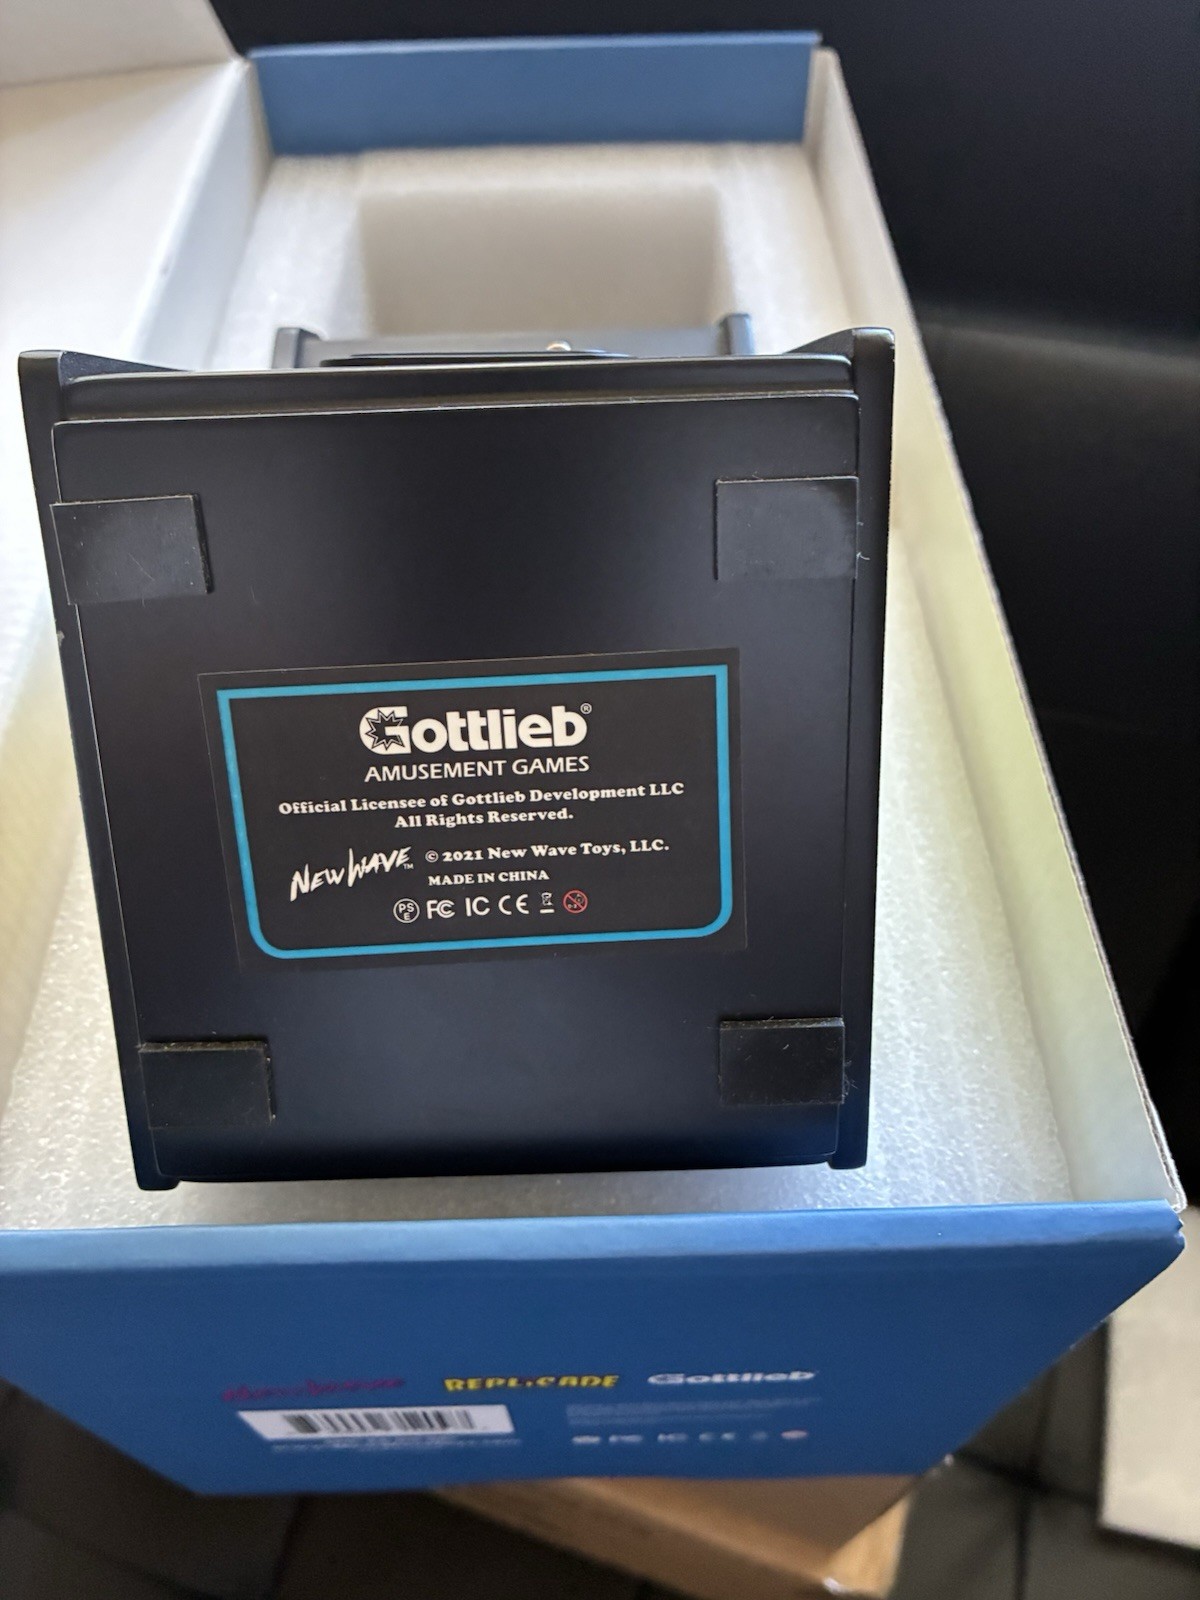 Gottlieb®
AMUSEMENT GAMES
Official Licensee of Gottlieb Development LLC
All Rights Reserved.
NEW WAVE™ © 2021 New Wave Toys, LLC.
MADE IN CHINA
PSE FC IC CE
REPLICADE Gottlieb